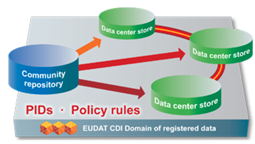 Data center store
Data center store
Community
repository
Data center store
PIDs · Policy rules
EUDAT CDI Domain of registered data